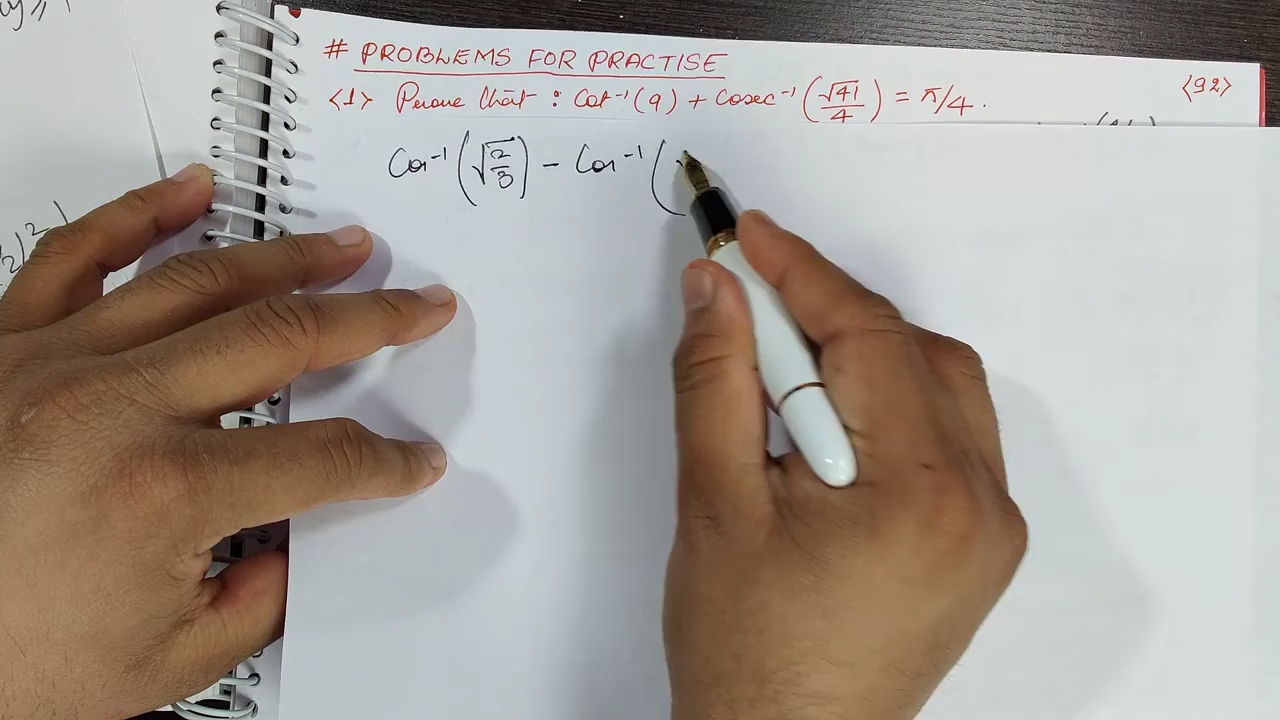 # PROBLEMS FOR PRACTISE
<92>
<1> Prove that : Cot⁻¹(9) + Cosec⁻¹(√41/4) = π/4 .
Cos⁻¹(√2/3) − Cos⁻¹(